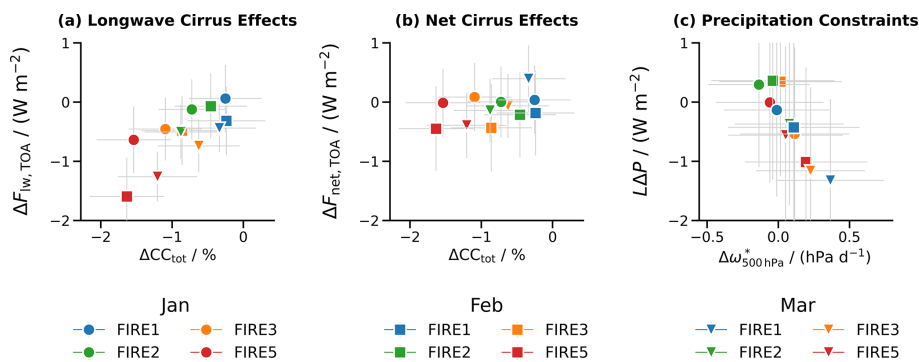 (a) Longwave Cirrus Effects
(b) Net Cirrus Effects
(c) Precipitation Constraints
ΔF_lw, TOA / (W m⁻²)
1
0
−1
−2
−2
−1
0
ΔCC_tot / %
ΔF_net, TOA / (W m⁻²)
1
0
−1
−2
−2
−1
0
ΔCC_tot / %
LΔP / (W m⁻²)
1
0
−1
−2
−0.5
0.0
0.5
Δω*_500 hPa / (hPa d⁻¹)
Jan
FIRE1
FIRE3
FIRE2
FIRE5
Feb
FIRE1
FIRE3
FIRE2
FIRE5
Mar
FIRE1
FIRE3
FIRE2
FIRE5